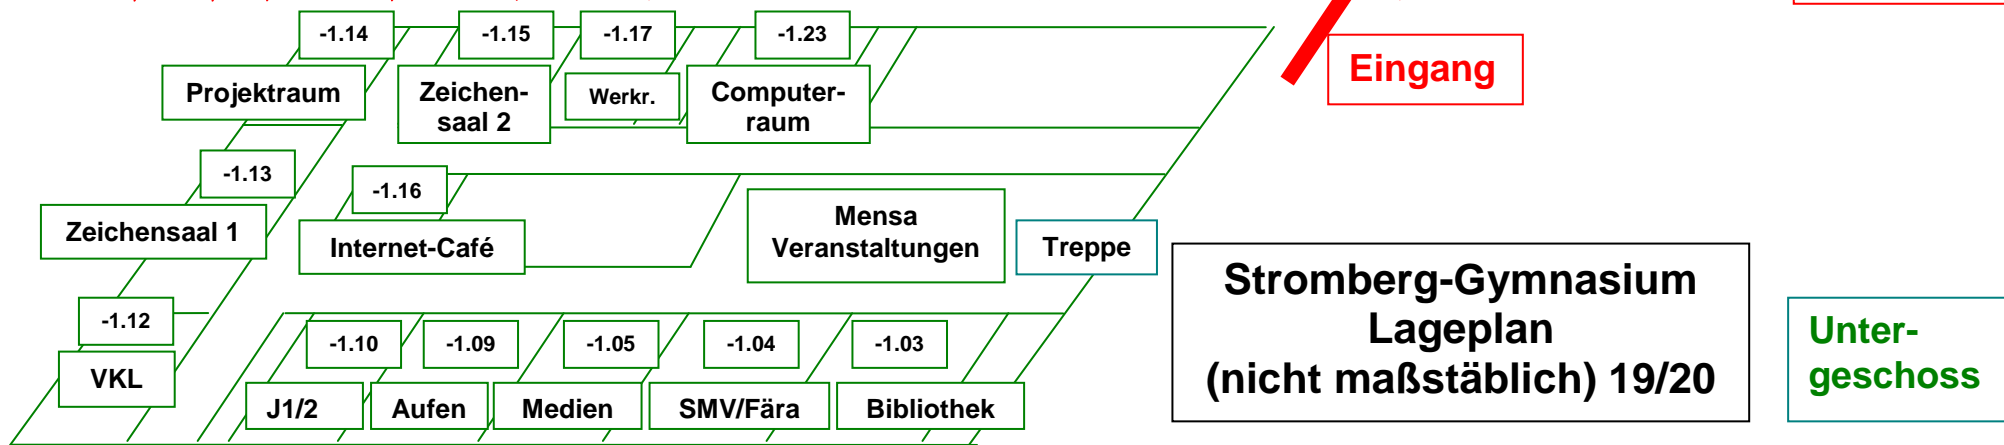 -1.14
-1.15
-1.17
-1.23
Eingang
Projektraum
Zeichen-
saal 2
Werkr.
Computer-
raum
-1.13
-1.16
Zeichensaal 1
Internet-Café
Mensa
Veranstaltungen
Treppe
Stromberg-Gymnasium
Lageplan
(nicht maßstäblich) 19/20
Unter-
geschoss
-1.12
-1.10
-1.09
-1.05
-1.04
-1.03
VKL
J1/2
Aufen
Medien
SMV/Fära
Bibliothek